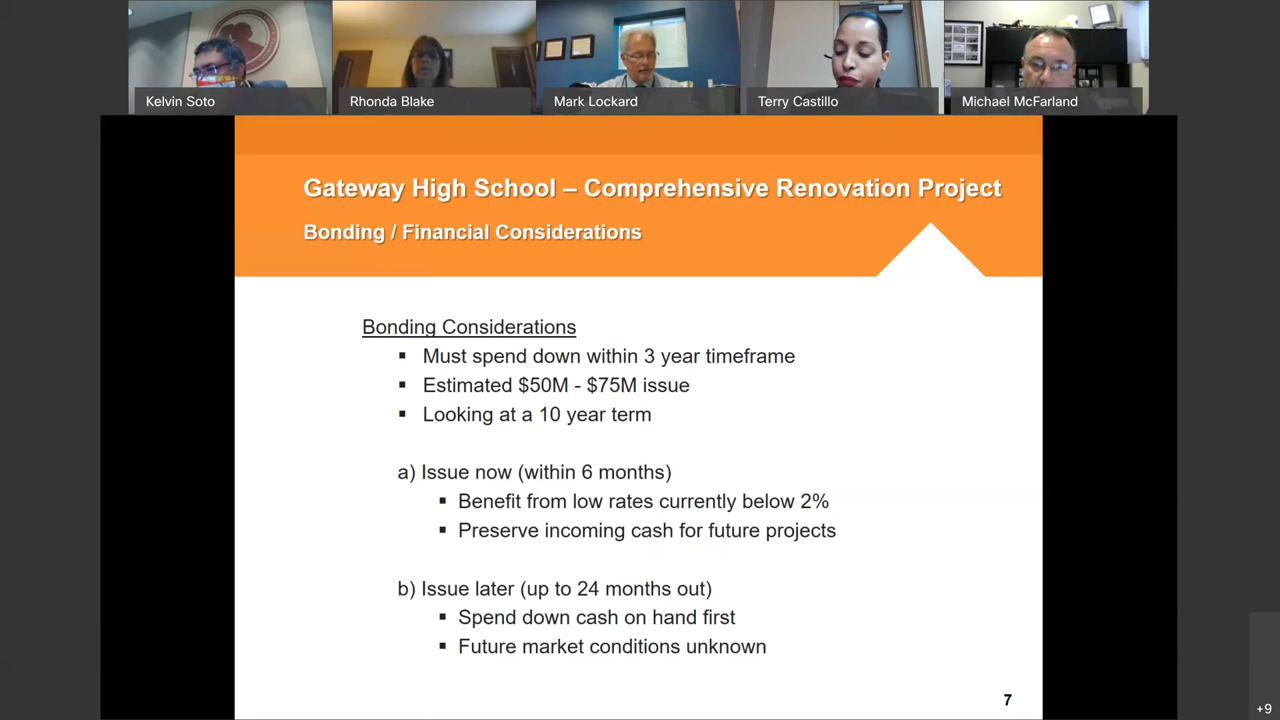 Kelvin Soto
Rhonda Blake
Mark Lockard
Terry Castillo
Michael McFarland
Gateway High School – Comprehensive Renovation Project
Bonding / Financial Considerations
Bonding Considerations
▪ Must spend down within 3 year timeframe
▪ Estimated $50M - $75M issue
▪ Looking at a 10 year term
a) Issue now (within 6 months)
▪ Benefit from low rates currently below 2%
▪ Preserve incoming cash for future projects
b) Issue later (up to 24 months out)
▪ Spend down cash on hand first
▪ Future market conditions unknown
7
+9